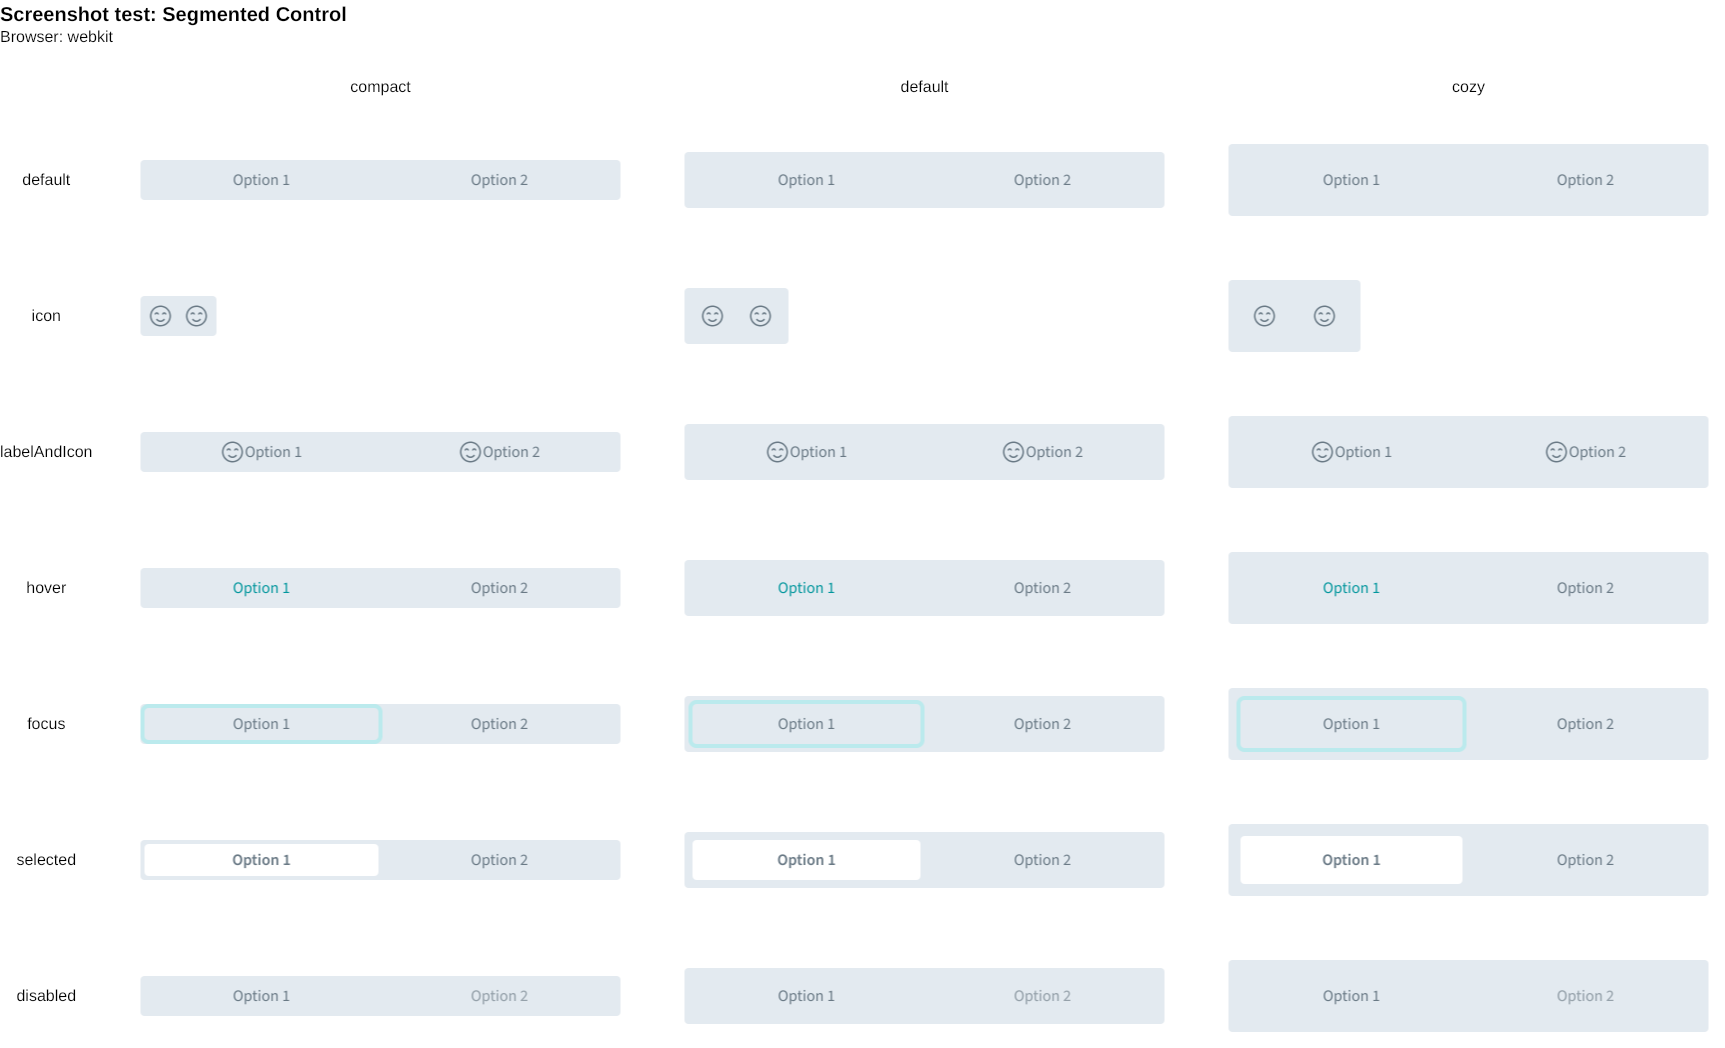 Screenshot test: Segmented Control
Browser: webkit
compact default cozy
default Option 1 Option 2 Option 1 Option 2 Option 1 Option 2
icon
labelAndIcon Option 1 Option 2 Option 1 Option 2 Option 1 Option 2
hover Option 1 Option 2 Option 1 Option 2 Option 1 Option 2
focus Option 1 Option 2 Option 1 Option 2 Option 1 Option 2
selected Option 1 Option 2 Option 1 Option 2 Option 1 Option 2
disabled Option 1 Option 2 Option 1 Option 2 Option 1 Option 2